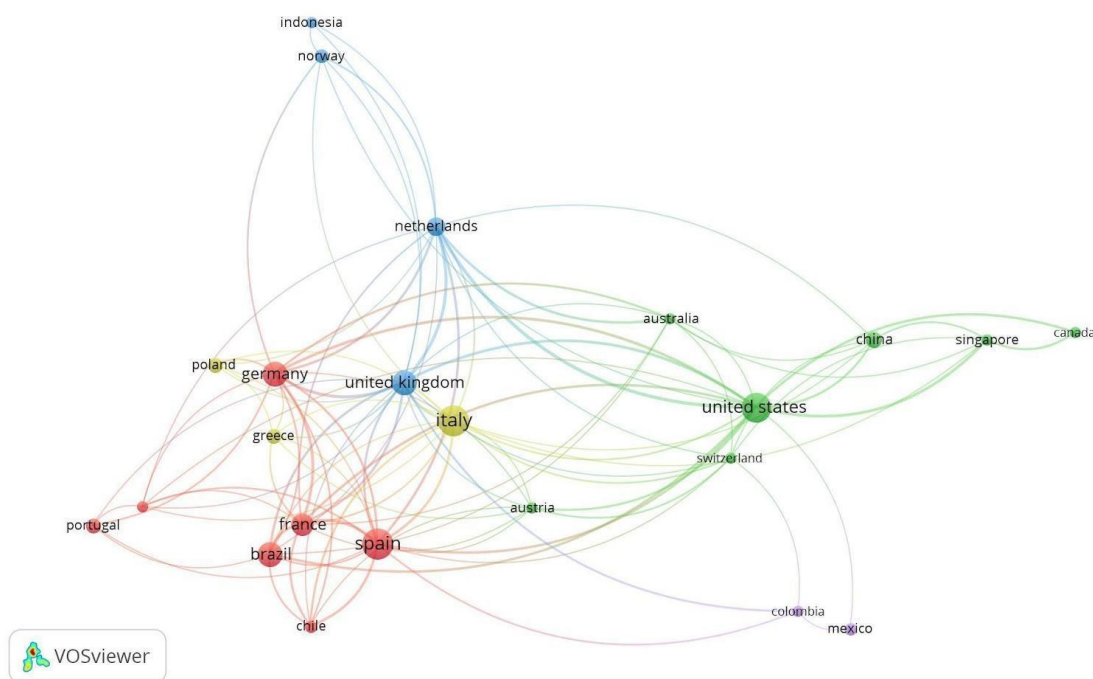 indonesia
norway
netherlands
australia
canada
china
singapore
poland
germany
united kingdom
united states
italy
greece
switzerland
austria
portugal
france
spain
brazil
chile
colombia
mexico
VOSviewer